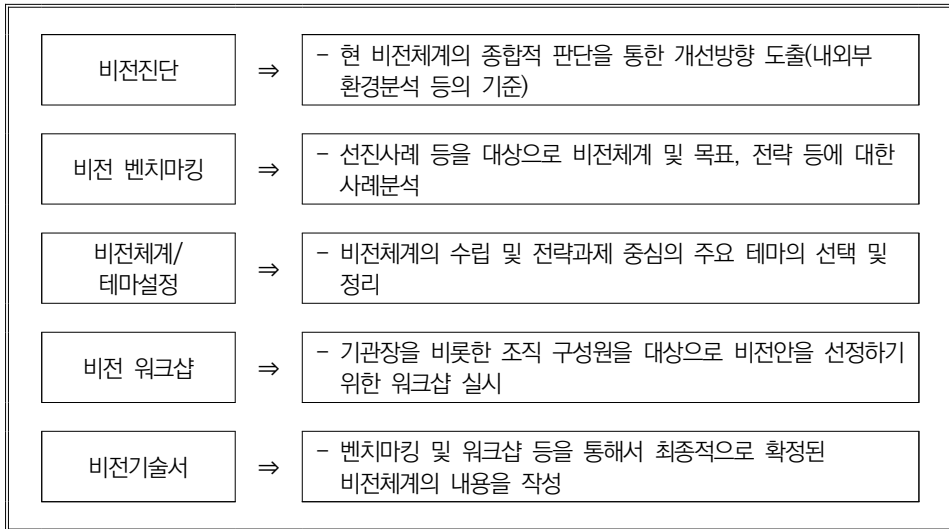 비전진단
⇒
- 현 비전체계의 종합적 판단을 통한 개선방향 도출(내외부
환경분석 등의 기준)
비전 벤치마킹
⇒
- 선진사례 등을 대상으로 비전체계 및 목표, 전략 등에 대한
사례분석
비전체계/
테마설정
⇒
- 비전체계의 수립 및 전략과제 중심의 주요 테마의 선택 및
정리
비전 워크샵
⇒
- 기관장을 비롯한 조직 구성원을 대상으로 비전안을 선정하기
위한 워크샵 실시
비전기술서
⇒
- 벤치마킹 및 워크샵 등을 통해서 최종적으로 확정된
비전체계의 내용을 작성